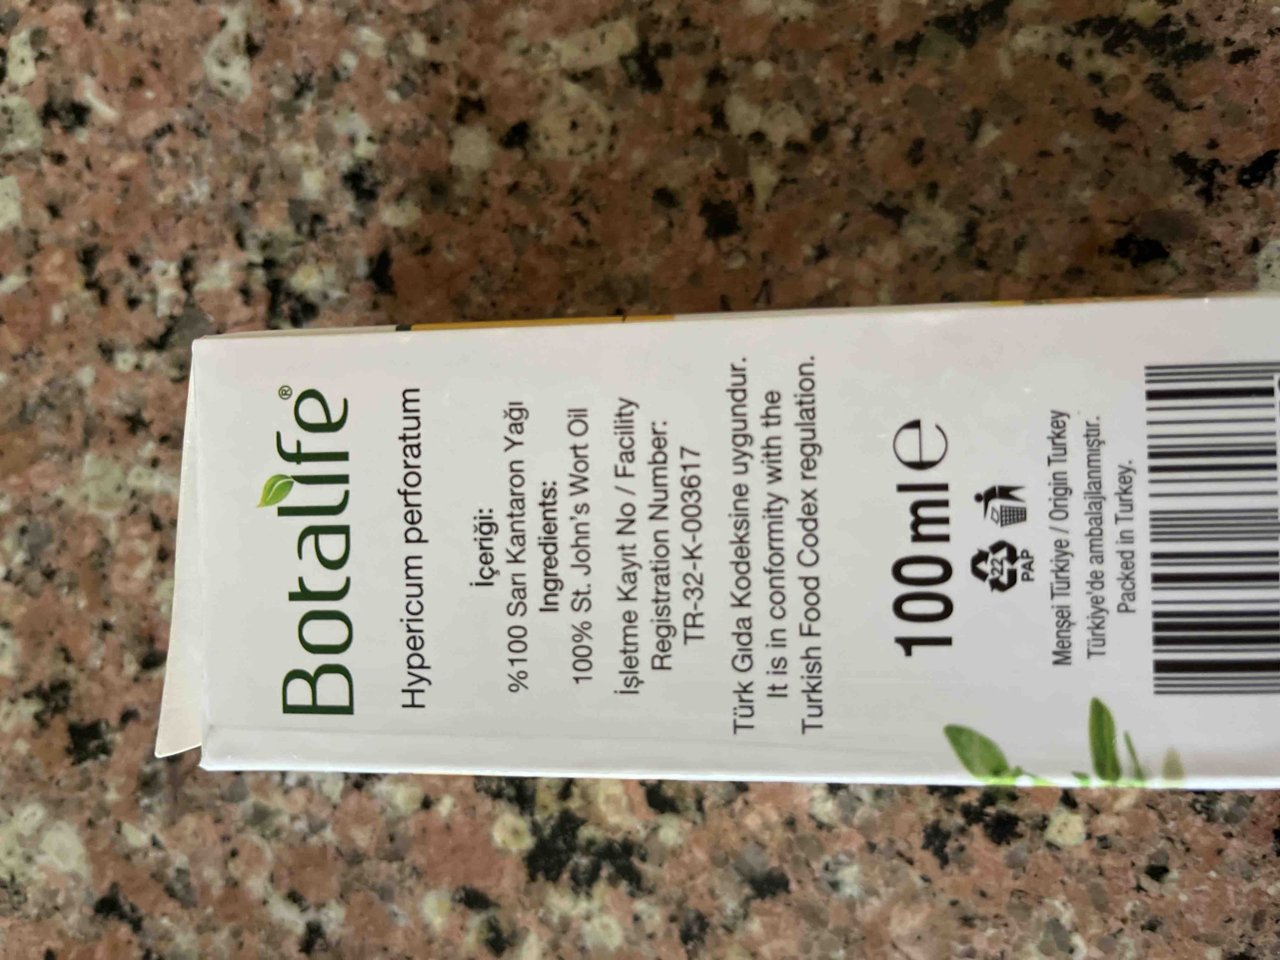 Botalife®
Hypericum perforatum
İçeriği:
%100 Sarı Kantaron Yağı
Ingredients:
100% St. John's Wort Oil
İşletme Kayıt No / Facility
Registration Number:
TR-32-K-003617
Türk Gıda Kodeksine uygundur.
It is in conformity with the
Turkish Food Codex regulation.
100 ml ℮
22
PAP
Menşei Türkiye / Origin Turkey
Türkiye'de ambalajlanmıştır.
Packed in Turkey.